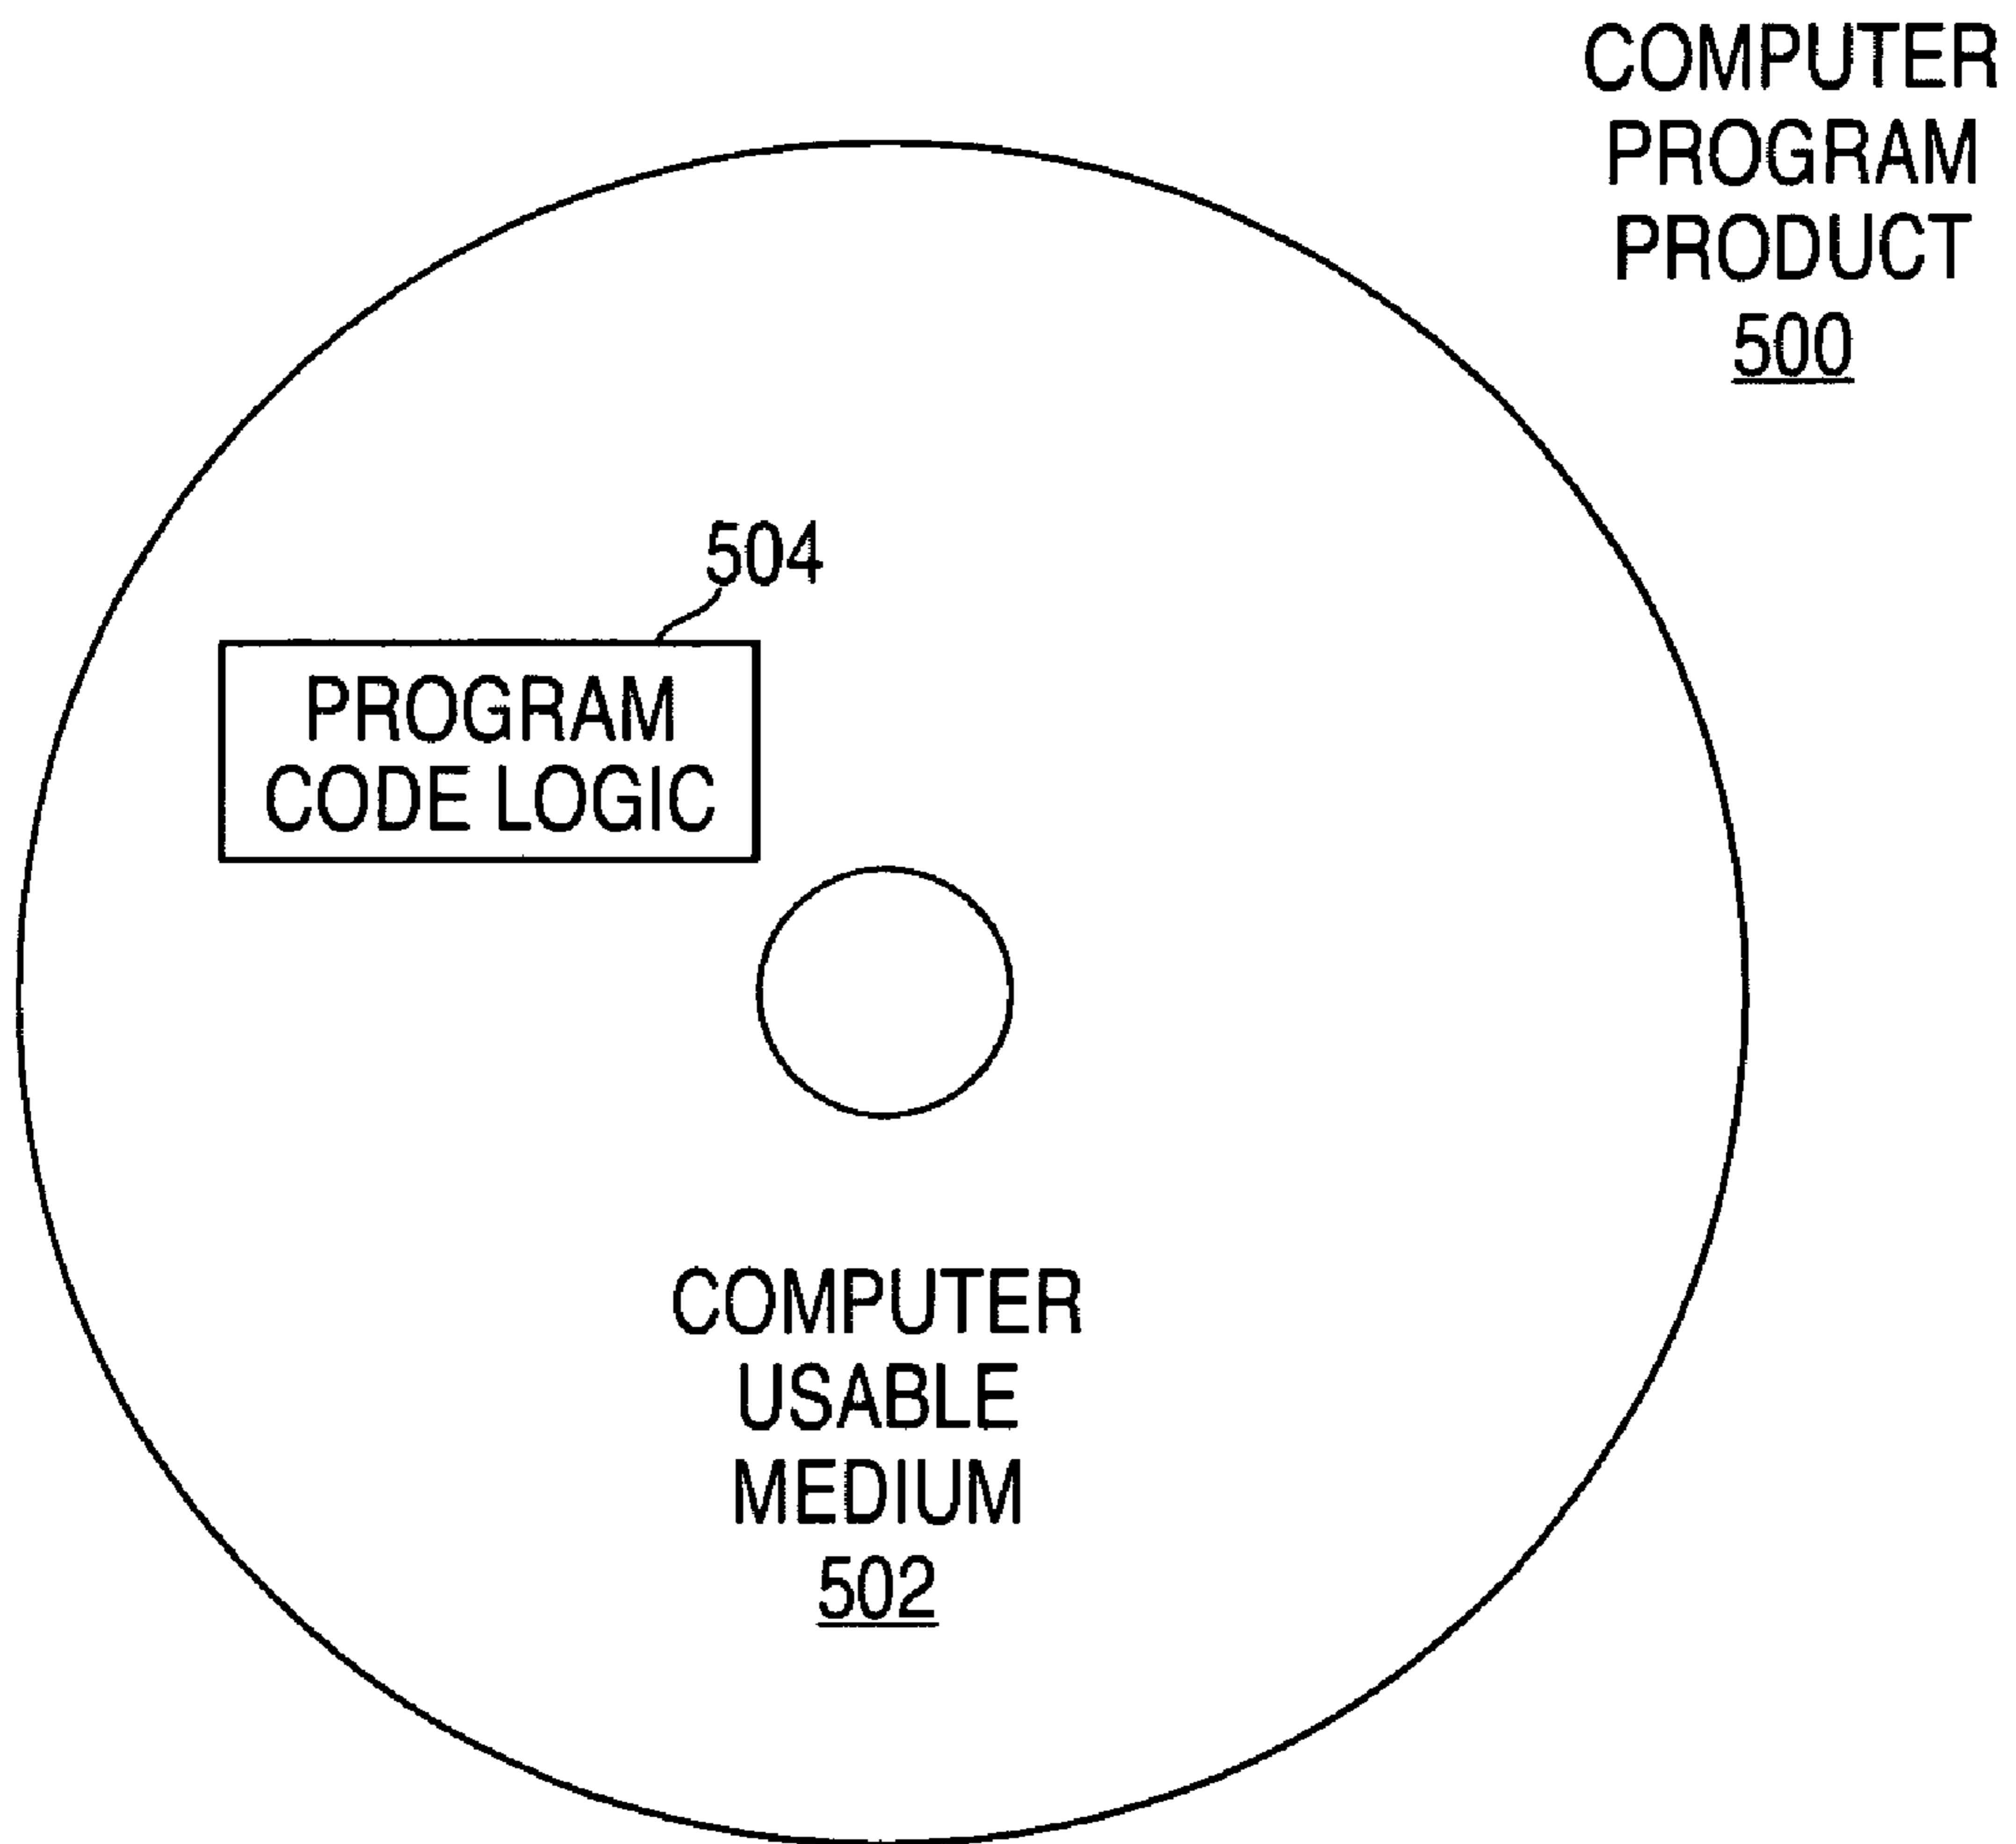 COMPUTER
PROGRAM
PRODUCT
500
504
PROGRAM
CODE LOGIC
COMPUTER
USABLE
MEDIUM
502